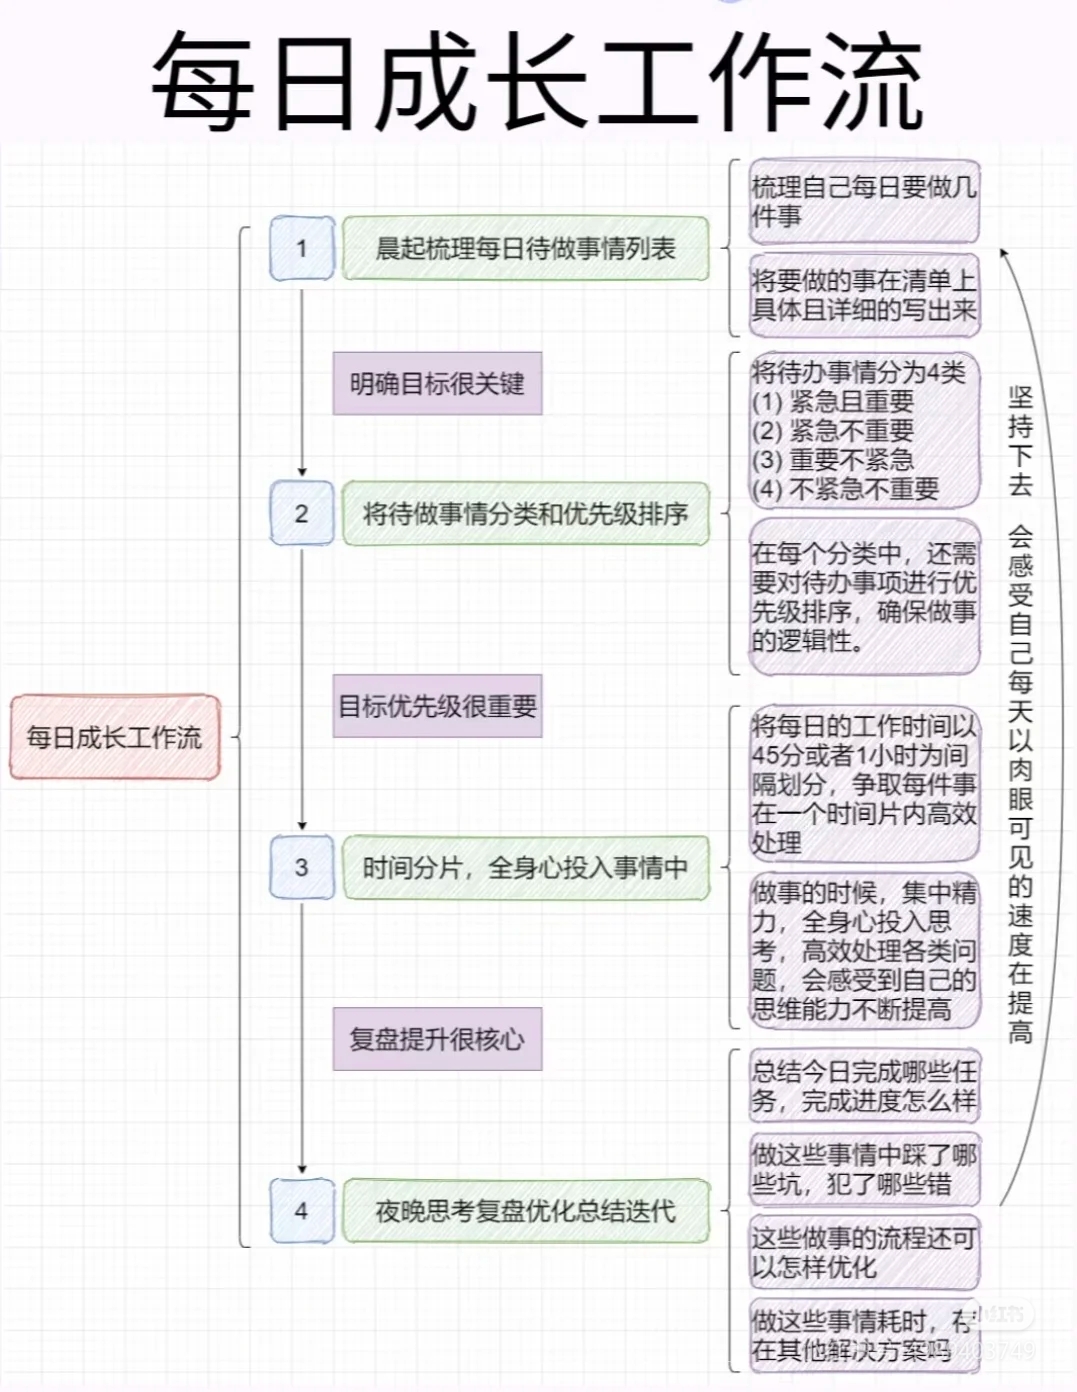 每日成长工作流
每日成长工作流
1
晨起梳理每日待做事情列表
梳理自己每日要做几
件事
将要做的事在清单上
具体且详细的写出来
明确目标很关键
2
将待做事情分类和优先级排序
将待办事情分为4类
(1) 紧急且重要
(2) 紧急不重要
(3) 重要不紧急
(4) 不紧急不重要
在每个分类中，还需
要对待办事项进行优
先级排序，确保做事
的逻辑性。
目标优先级很重要
3
时间分片，全身心投入事情中
将每日的工作时间以
45分或者1小时为间
隔划分，争取每件事
在一个时间片内高效
处理
做事的时候，集中精
力，全身心投入思
考，高效处理各类问
题，会感受到自己的
思维能力不断提高
复盘提升很核心
4
夜晚思考复盘优化总结迭代
总结今日完成哪些任
务，完成进度怎么样
做这些事情中踩了哪
些坑，犯了哪些错
这些做事的流程还可
以怎样优化
做这些事情耗时，存
在其他解决方案吗
坚持下去 会感受自己每天以肉眼可见的速度在提高
小红书